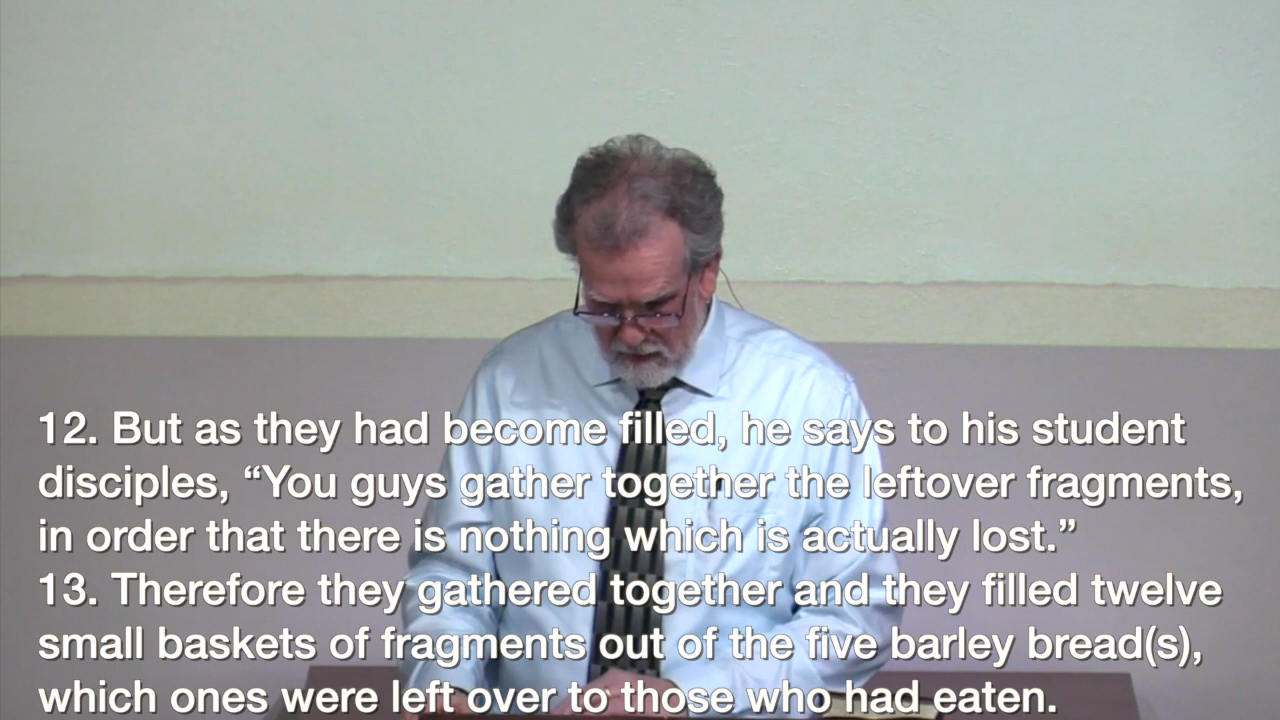 12. But as they had become filled, he says to his student
disciples, “You guys gather together the leftover fragments,
in order that there is nothing which is actually lost.”
13. Therefore they gathered together and they filled twelve
small baskets of fragments out of the five barley bread(s),
which ones were left over to those who had eaten.